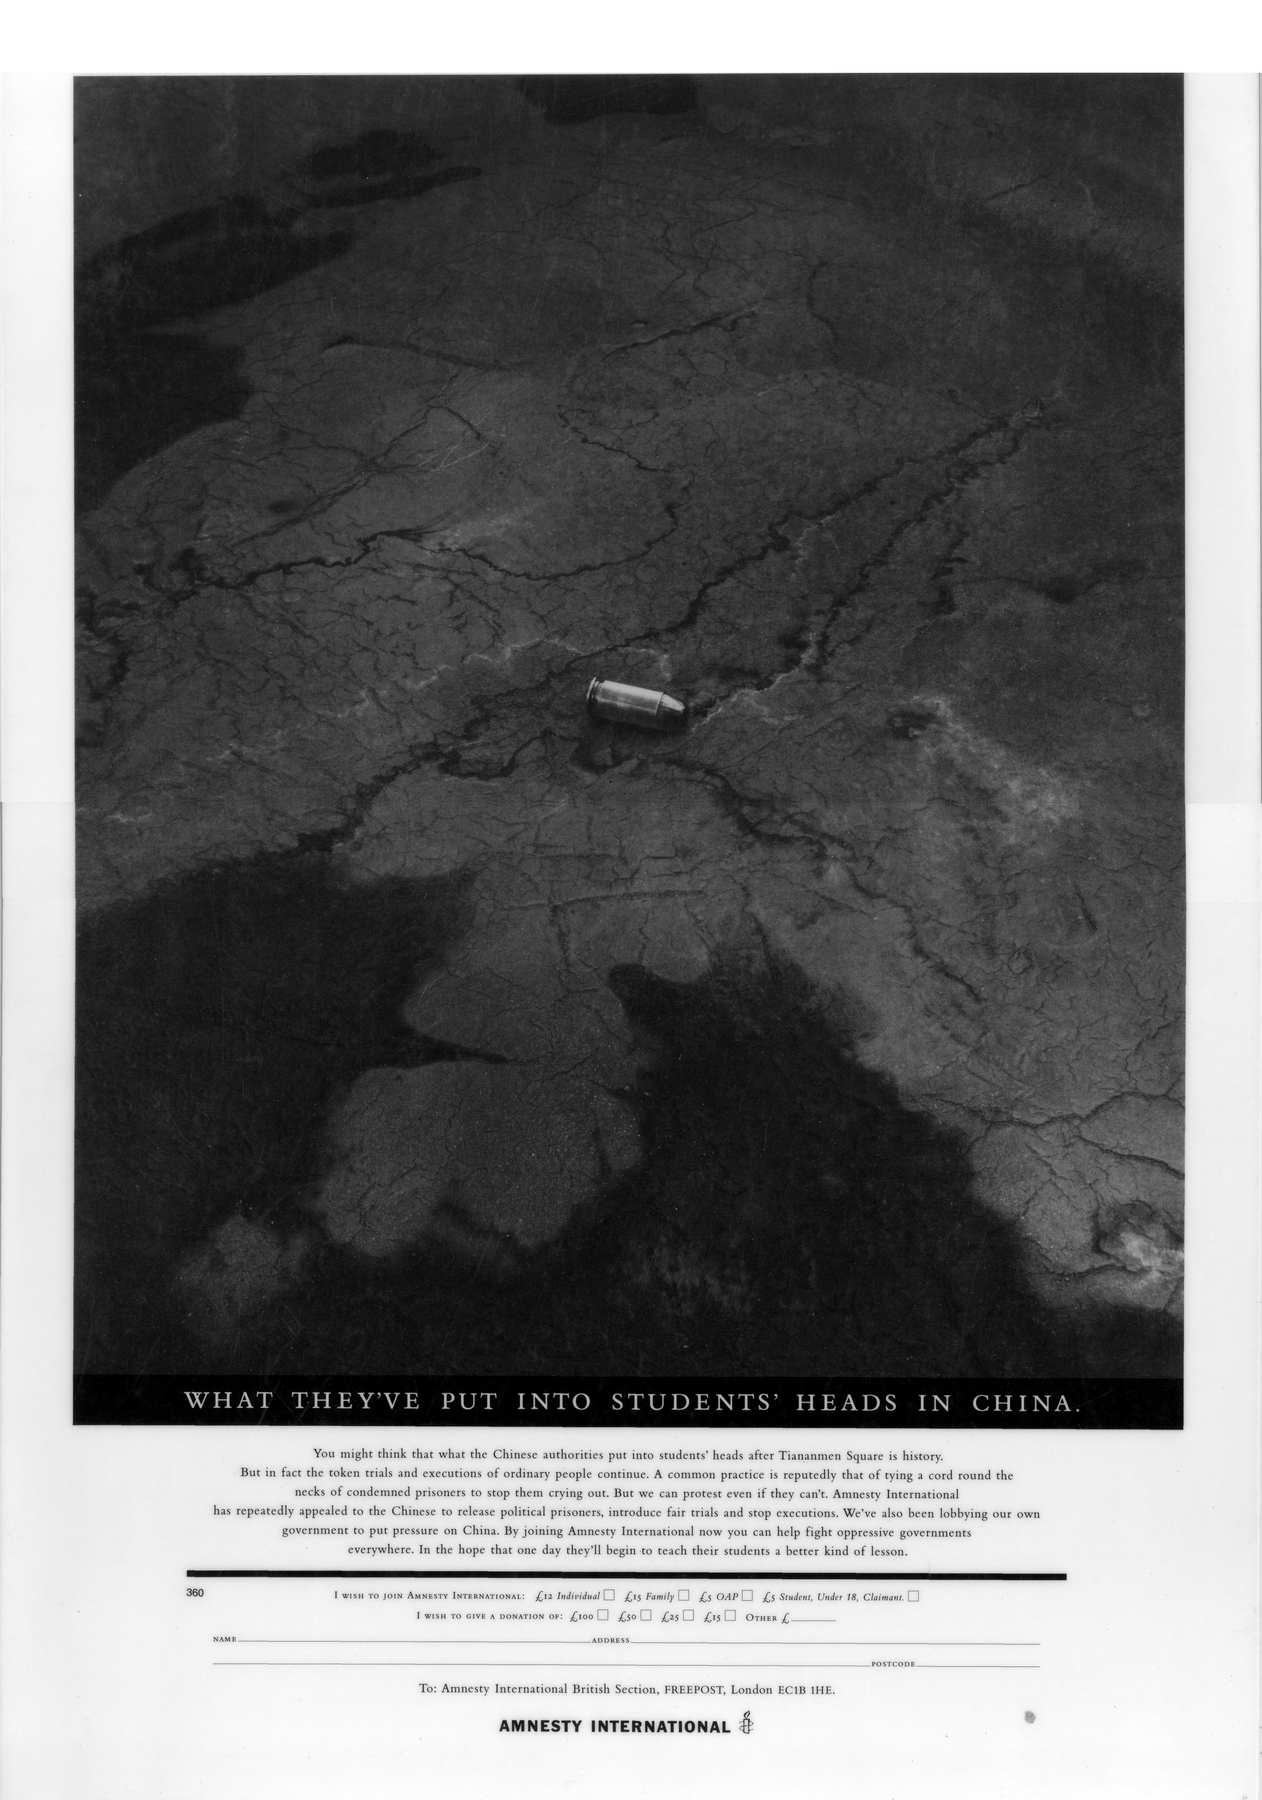 WHAT THEY'VE PUT INTO STUDENTS' HEADS IN CHINA.
You might think that what the Chinese authorities put into students' heads after Tiananmen Square is history.
But in fact the token trials and executions of ordinary people continue. A common practice is reputedly that of tying a cord round the
necks of condemned prisoners to stop them crying out. But we can protest even if they can't. Amnesty International
has repeatedly appealed to the Chinese to release political prisoners, introduce fair trials and stop executions. We've also been lobbying our own
government to put pressure on China. By joining Amnesty International now you can help fight oppressive governments
everywhere. In the hope that one day they'll begin to teach their students a better kind of lesson.
360
I WISH TO JOIN AMNESTY INTERNATIONAL: £12 Individual £15 Family £5 OAP £5 Student, Under 18, Claimant.
I WISH TO GIVE A DONATION OF: £100 £50 £25 £15 OTHER £
NAME ADDRESS
POSTCODE
To: Amnesty International British Section, FREEPOST, London EC1B 1HE.
AMNESTY INTERNATIONAL